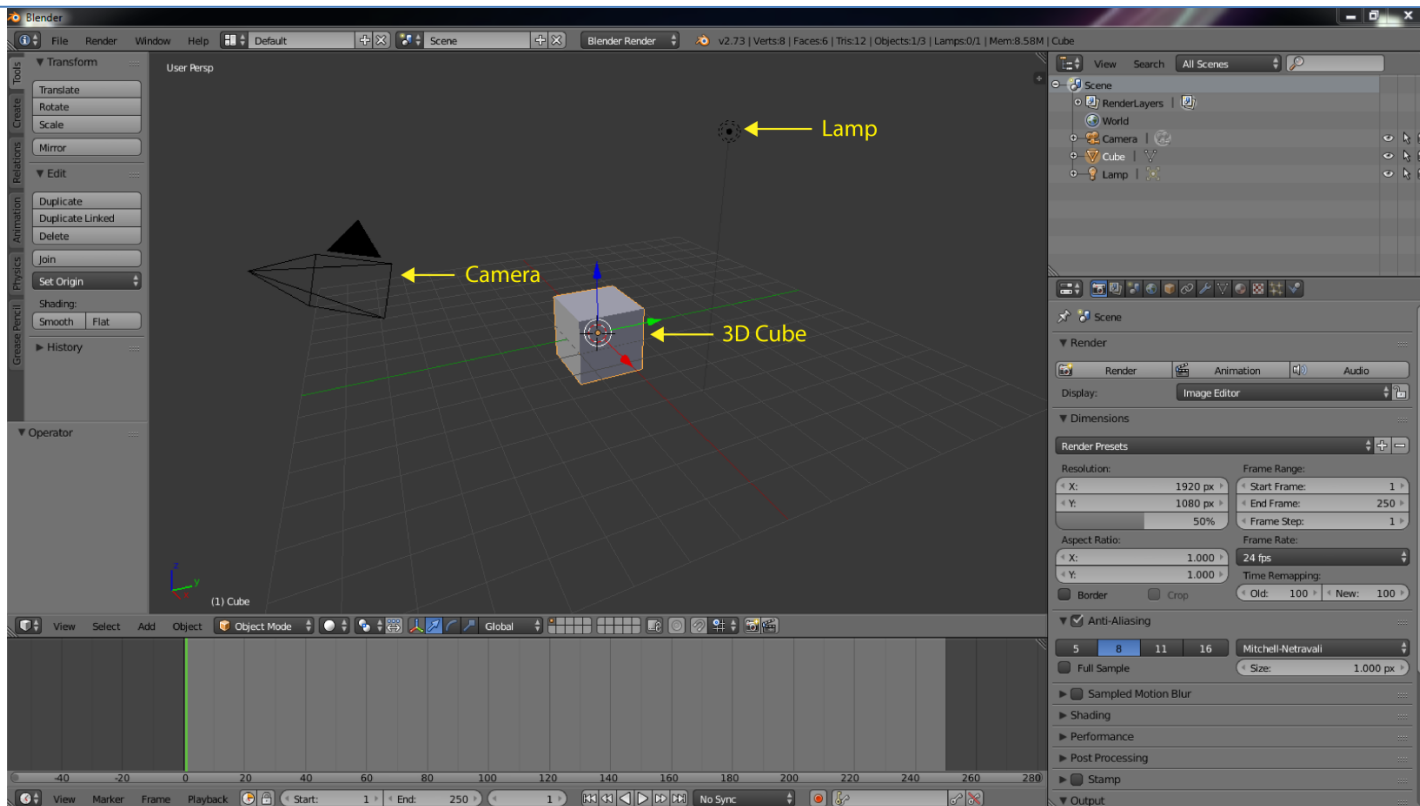 Blender
File Render Window Help Default Scene Blender Render v2.73 | Verts:8 | Faces:6 | Tris:12 | Objects:1/3 | Lamps:0/1 | Mem:8.58M | Cube
Tools
Create
Relations
Animation
Physics
Grease Pencil
Transform
Translate
Rotate
Scale
Mirror
Edit
Duplicate
Duplicate Linked
Delete
Join
Set Origin
Shading:
Smooth Flat
History
Operator
User Persp
Lamp
Camera
3D Cube
z
y
(1) Cube
View Select Add Object Object Mode Global
-40 -20 0 20 40 60 80 100 120 140 160 180 200 220 240 260 280
View Marker Frame Playback Start: 1 End: 250 1 No Sync
View Search All Scenes
Scene
RenderLayers |
World
Camera |
Cube |
Lamp |
Scene
Render
Render Animation Audio
Display: Image Editor
Dimensions
Render Presets
Resolution: Frame Range:
X: 1920 px Start Frame: 1
Y: 1080 px End Frame: 250
50% Frame Step: 1
Aspect Ratio: Frame Rate:
X: 1.000 24 fps
Y: 1.000 Time Remapping:
Border Crop Old: 100 New: 100
Anti-Aliasing
5 8 11 16 Mitchell-Netravali
Full Sample Size: 1.000 px
Sampled Motion Blur
Shading
Performance
Post Processing
Stamp
Output